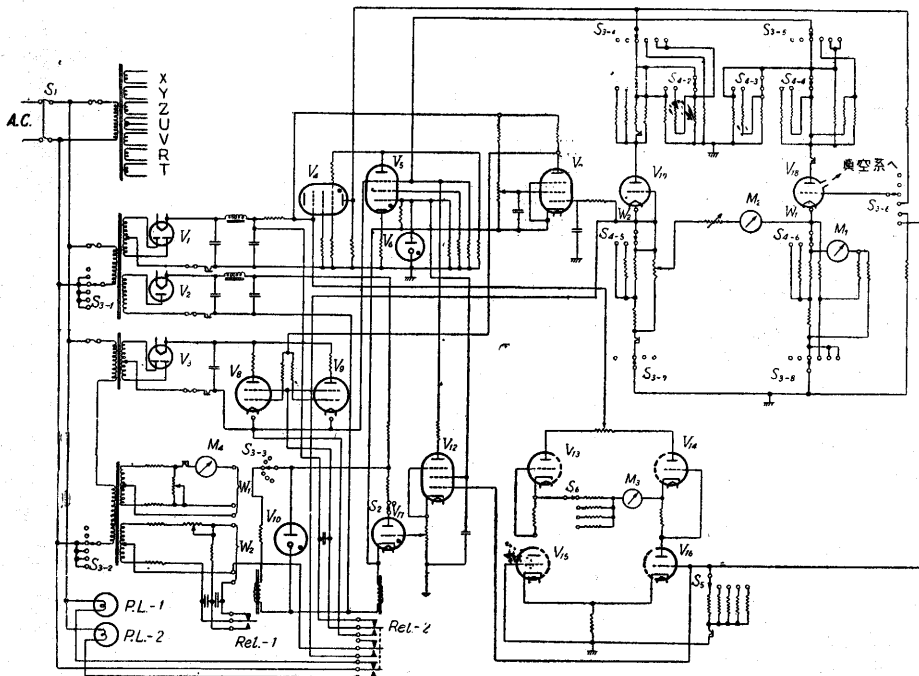 S₃₋₄
S₃₋₅
S₁
A.C.
X
Y
Z
U
V
R
T
S₄₋₂
S₄₋₃
S₄₋₄
V₄
V₅
V₆
V₇
V₁₇
V₁₈
真空系へ
S₃₋₆
W₂
W₁
M₂
M₁
S₄₋₅
S₄₋₆
V₁
V₂
S₃₋₁
V₃
V₈
V₉
S₃₋₇
S₃₋₈
M₄
S₃₋₃
V₁₂
V₁₃
V₁₄
W₁
S₆
M₃
V₁₀
S₂
V₁₁
W₂
V₁₅
V₁₆
S₃₋₂
S₅
P.L.-1
P.L.-2
Rel.-1
Rel.-2